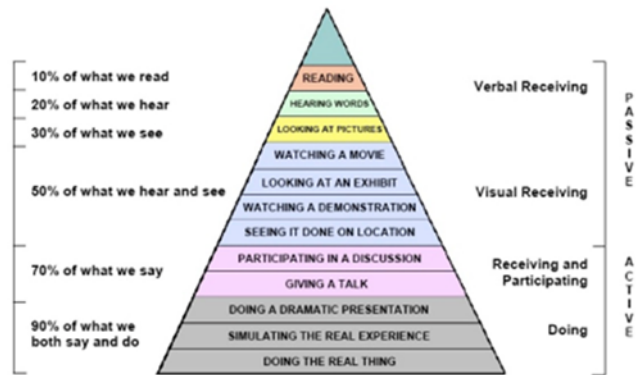 10% of what we read
20% of what we hear
30% of what we see
50% of what we hear and see
70% of what we say
90% of what we
both say and do
READING
HEARING WORDS
LOOKING AT PICTURES
WATCHING A MOVIE
LOOKING AT AN EXHIBIT
WATCHING A DEMONSTRATION
SEEING IT DONE ON LOCATION
PARTICIPATING IN A DISCUSSION
GIVING A TALK
DOING A DRAMATIC PRESENTATION
SIMULATING THE REAL EXPERIENCE
DOING THE REAL THING
Verbal Receiving
Visual Receiving
Receiving and
Participating
Doing
PASSIVE
ACTIVE